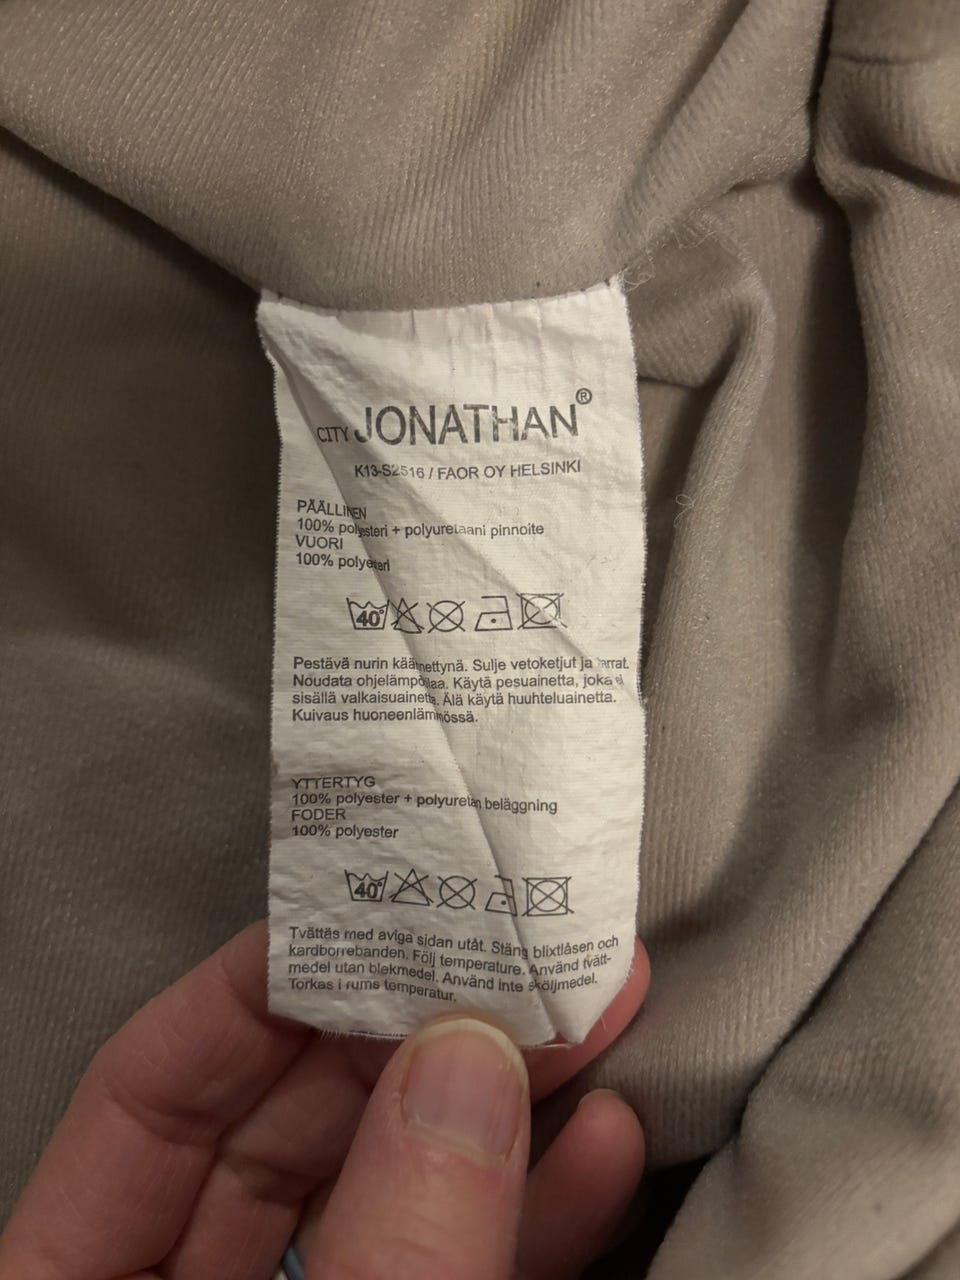 CITY JONATHAN®
K13-S2516 / FAOR OY HELSINKI
PÄÄLLINEN
100% polyesteri + polyuretaani pinnoite
VUORI
100% polyesteri
40°
Pestävä nurin käännettynä. Sulje vetoketjut ja tarrat.
Noudata ohjelämpötilaa. Käytä pesuainetta, joka ei
sisällä valkaisuainetta. Älä käytä huuhteluainetta.
Kuivaus huoneenlämmössä.
YTTERTYG
100% polyester + polyuretan beläggning
FODER
100% polyester
40°
Tvättäs med aviga sidan utåt. Stäng blixtlåsen och
kardborrebanden. Följ temperature. Använd tvätt-
medel utan blekmedel. Använd inte sköljmedel.
Torkas i rums temperatur.